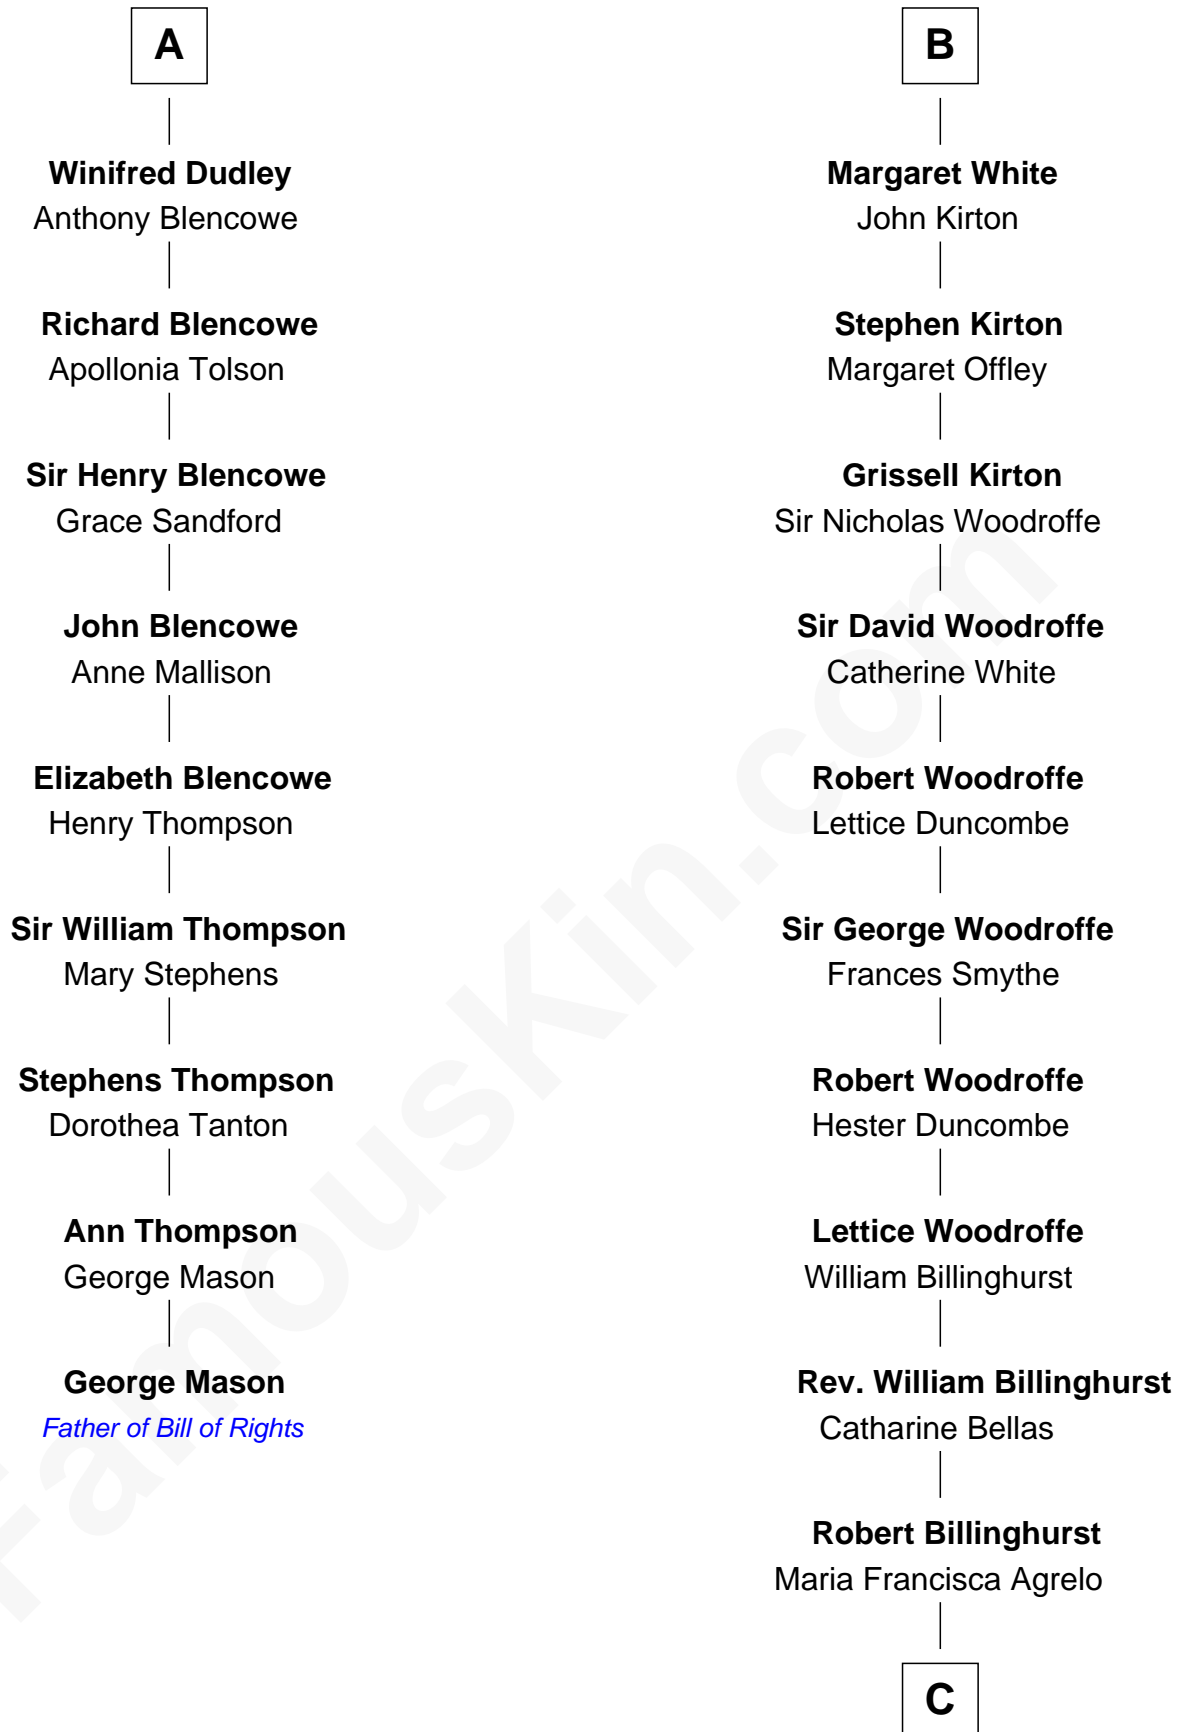 A
Winifred Dudley
Anthony Blencowe
Richard Blencowe
Apollonia Tolson
Sir Henry Blencowe
Grace Sandford
John Blencowe
Anne Mallison
Elizabeth Blencowe
Henry Thompson
Sir William Thompson
Mary Stephens
Stephens Thompson
Dorothea Tanton
Ann Thompson
George Mason
George Mason
Father of Bill of Rights
B
Margaret White
John Kirton
Stephen Kirton
Margaret Offley
Grissell Kirton
Sir Nicholas Woodroffe
Sir David Woodroffe
Catherine White
Robert Woodroffe
Lettice Duncombe
Sir George Woodroffe
Frances Smythe
Robert Woodroffe
Hester Duncombe
Lettice Woodroffe
William Billinghurst
Rev. William Billinghurst
Catharine Bellas
Robert Billinghurst
Maria Francisca Agrelo
C
FamousKin.com